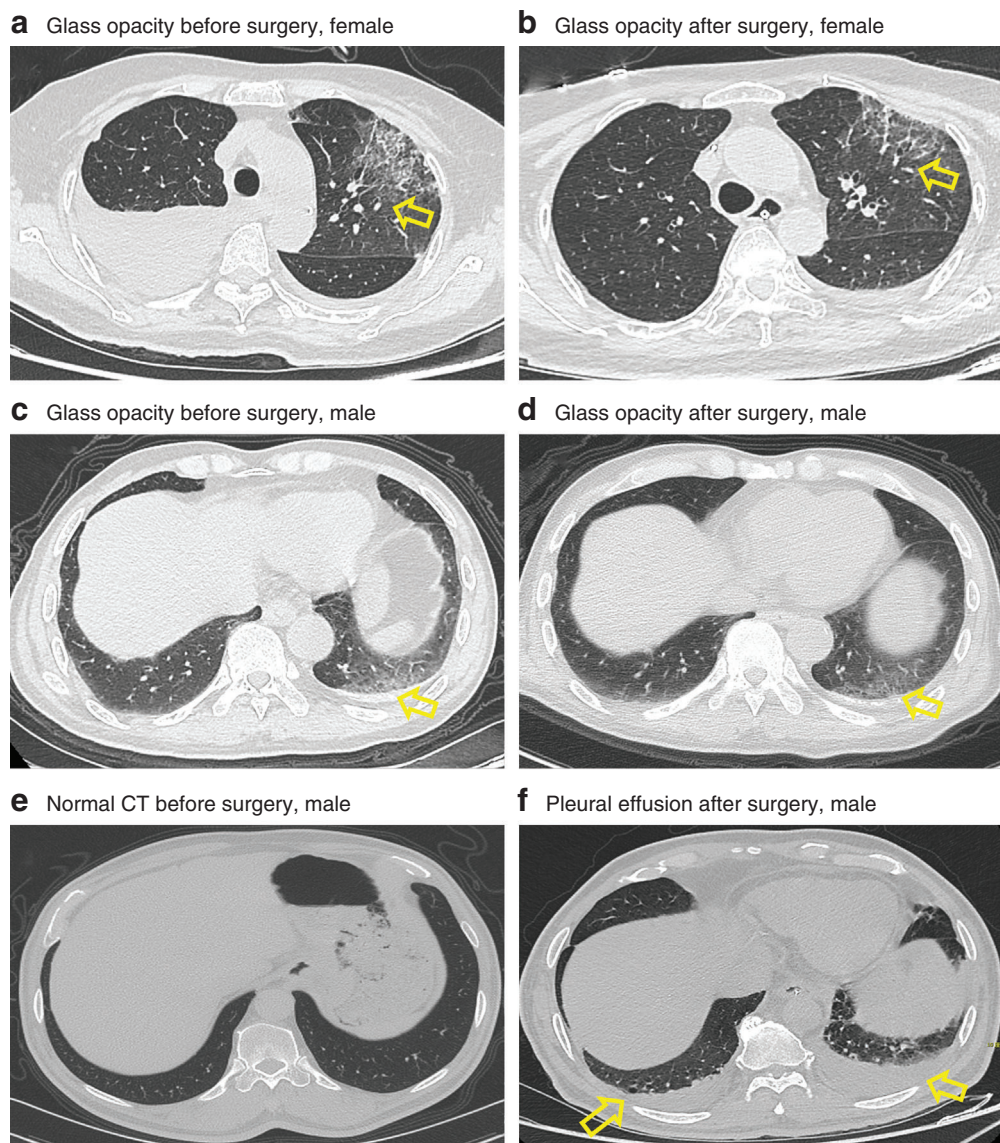 a Glass opacity before surgery, female
b Glass opacity after surgery, female
c Glass opacity before surgery, male
d Glass opacity after surgery, male
e Normal CT before surgery, male
f Pleural effusion after surgery, male